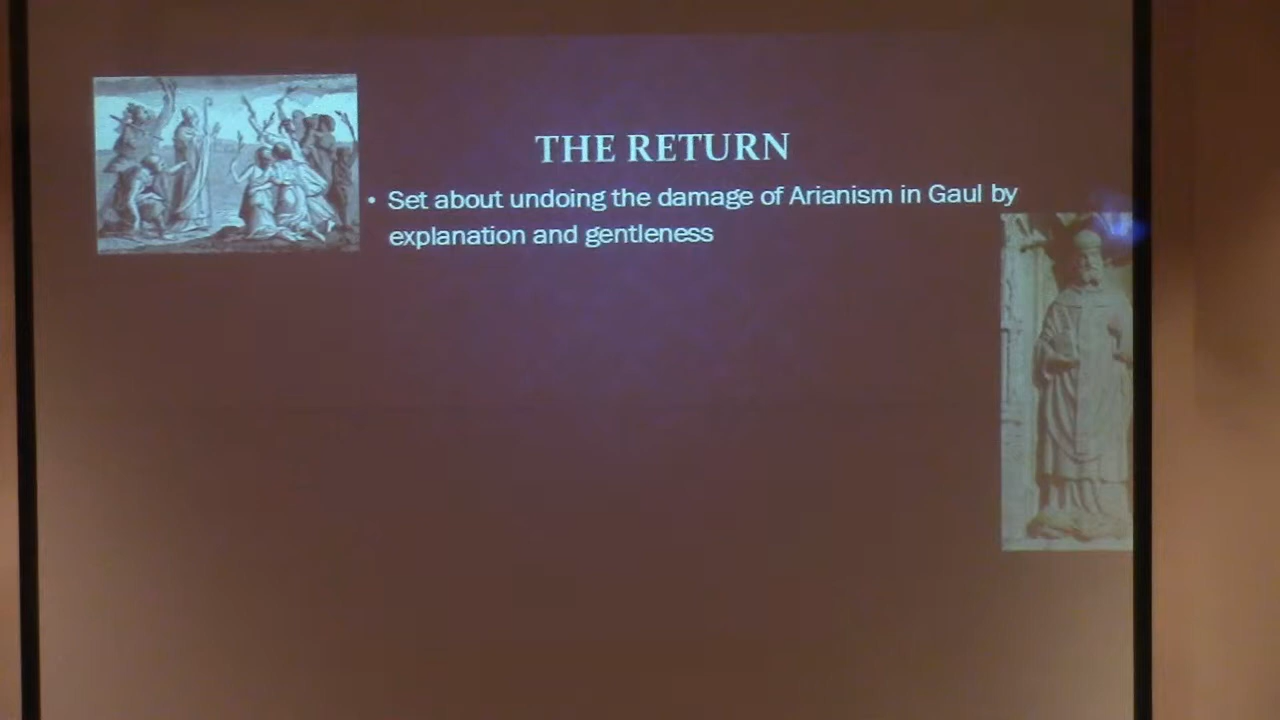 THE RETURN
• Set about undoing the damage of Arianism in Gaul by
explanation and gentleness